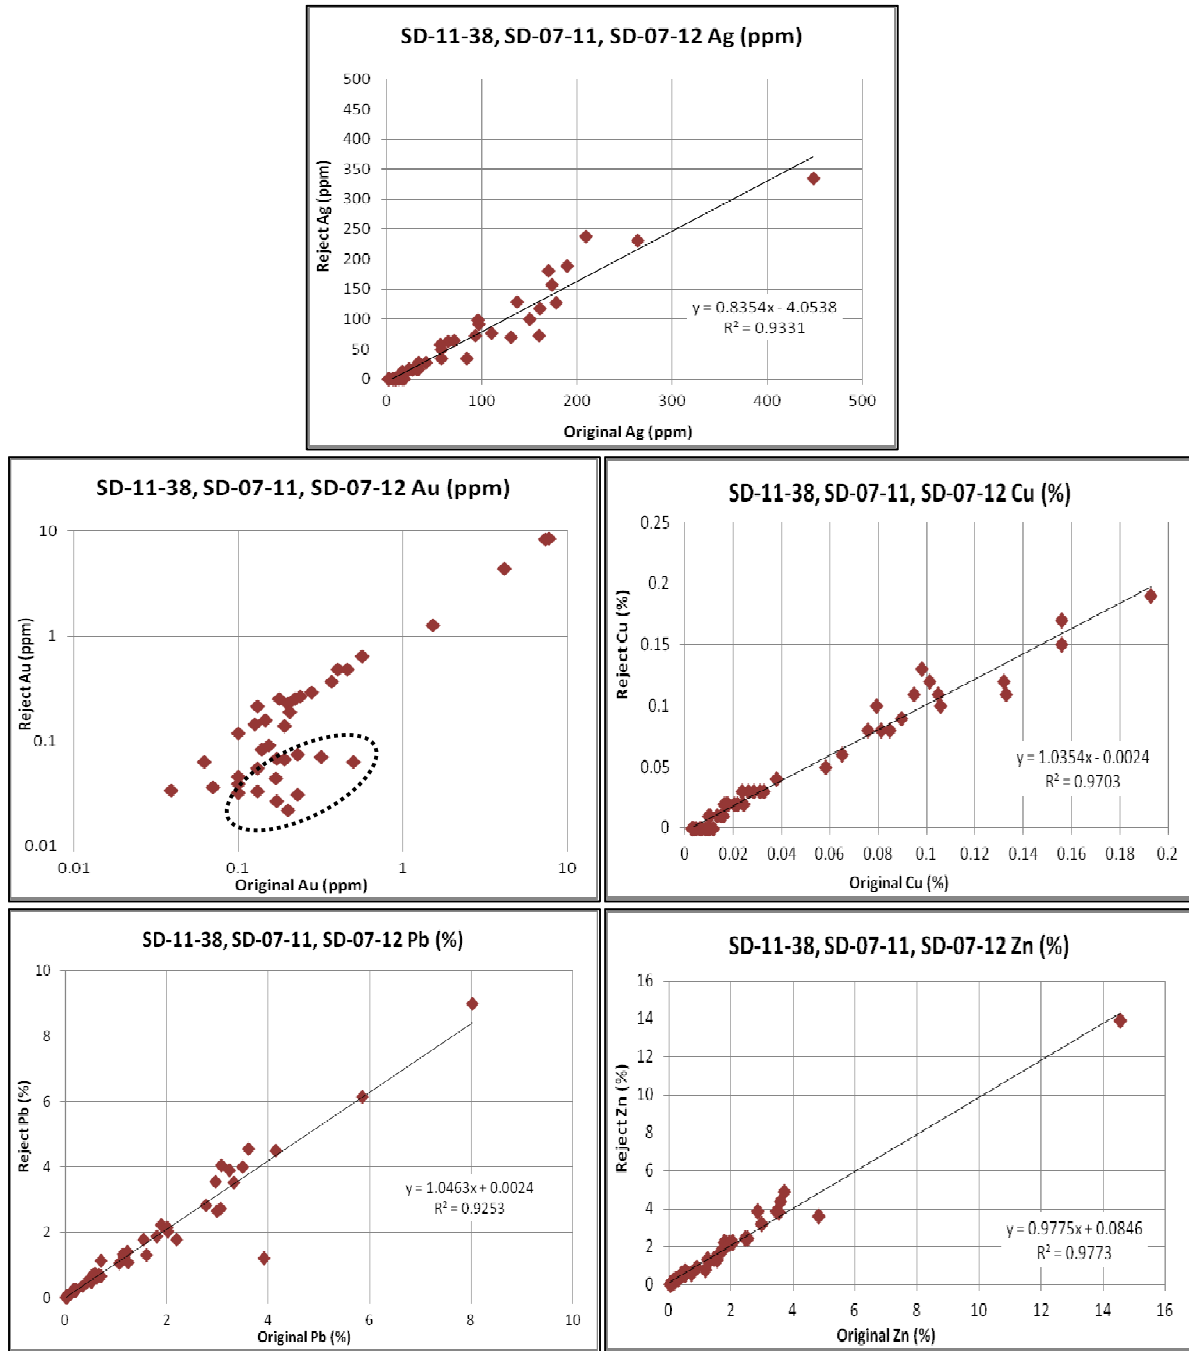 SD-11-38, SD-07-11, SD-07-12 Ag (ppm)
500
450
400
350
300
250
200
150
100
50
0
Reject Ag (ppm)
y = 0.8354x - 4.0538
R² = 0.9331
0 100 200 300 400 500
Original Ag (ppm)
SD-11-38, SD-07-11, SD-07-12 Au (ppm)
10
1
0.1
0.01
Reject Au (ppm)
0.01 0.1 1 10
Original Au (ppm)
SD-11-38, SD-07-11, SD-07-12 Cu (%)
0.25
0.2
0.15
0.1
0.05
0
Reject Cu (%)
y = 1.0354x - 0.0024
R² = 0.9703
0 0.02 0.04 0.06 0.08 0.1 0.12 0.14 0.16 0.18 0.2
Original Cu (%)
SD-11-38, SD-07-11, SD-07-12 Pb (%)
10
8
6
4
2
0
Reject Pb (%)
y = 1.0463x + 0.0024
R² = 0.9253
0 2 4 6 8 10
Original Pb (%)
SD-11-38, SD-07-11, SD-07-12 Zn (%)
16
14
12
10
8
6
4
2
0
Reject Zn (%)
y = 0.9775x + 0.0846
R² = 0.9773
0 2 4 6 8 10 12 14 16
Original Zn (%)